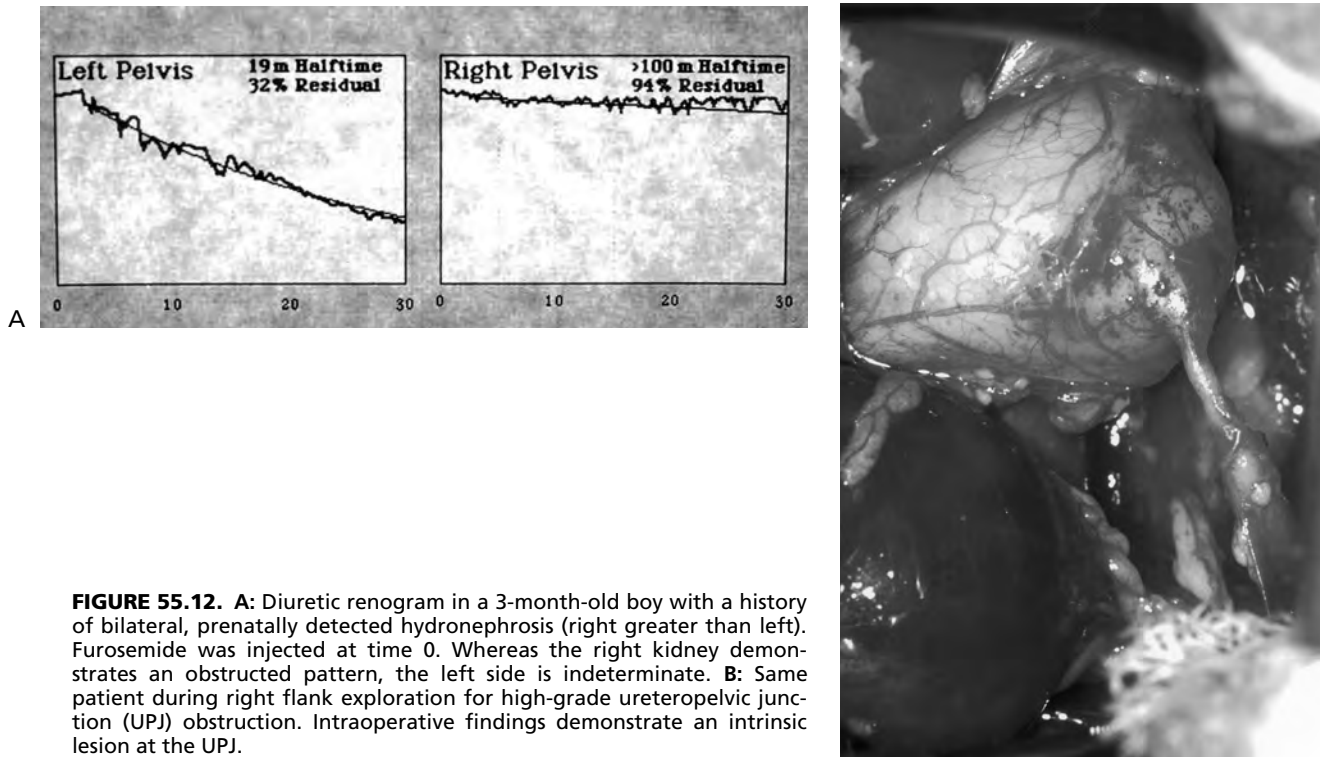 Left Pelvis
19 m Halftime
32% Residual
0 10 20 30
Right Pelvis
>100 m Halftime
94% Residual
0 10 20 30
A
FIGURE 55.12. A: Diuretic renogram in a 3-month-old boy with a history
of bilateral, prenatally detected hydronephrosis (right greater than left).
Furosemide was injected at time 0. Whereas the right kidney demon-
strates an obstructed pattern, the left side is indeterminate. B: Same
patient during right flank exploration for high-grade ureteropelvic junc-
tion (UPJ) obstruction. Intraoperative findings demonstrate an intrinsic
lesion at the UPJ.